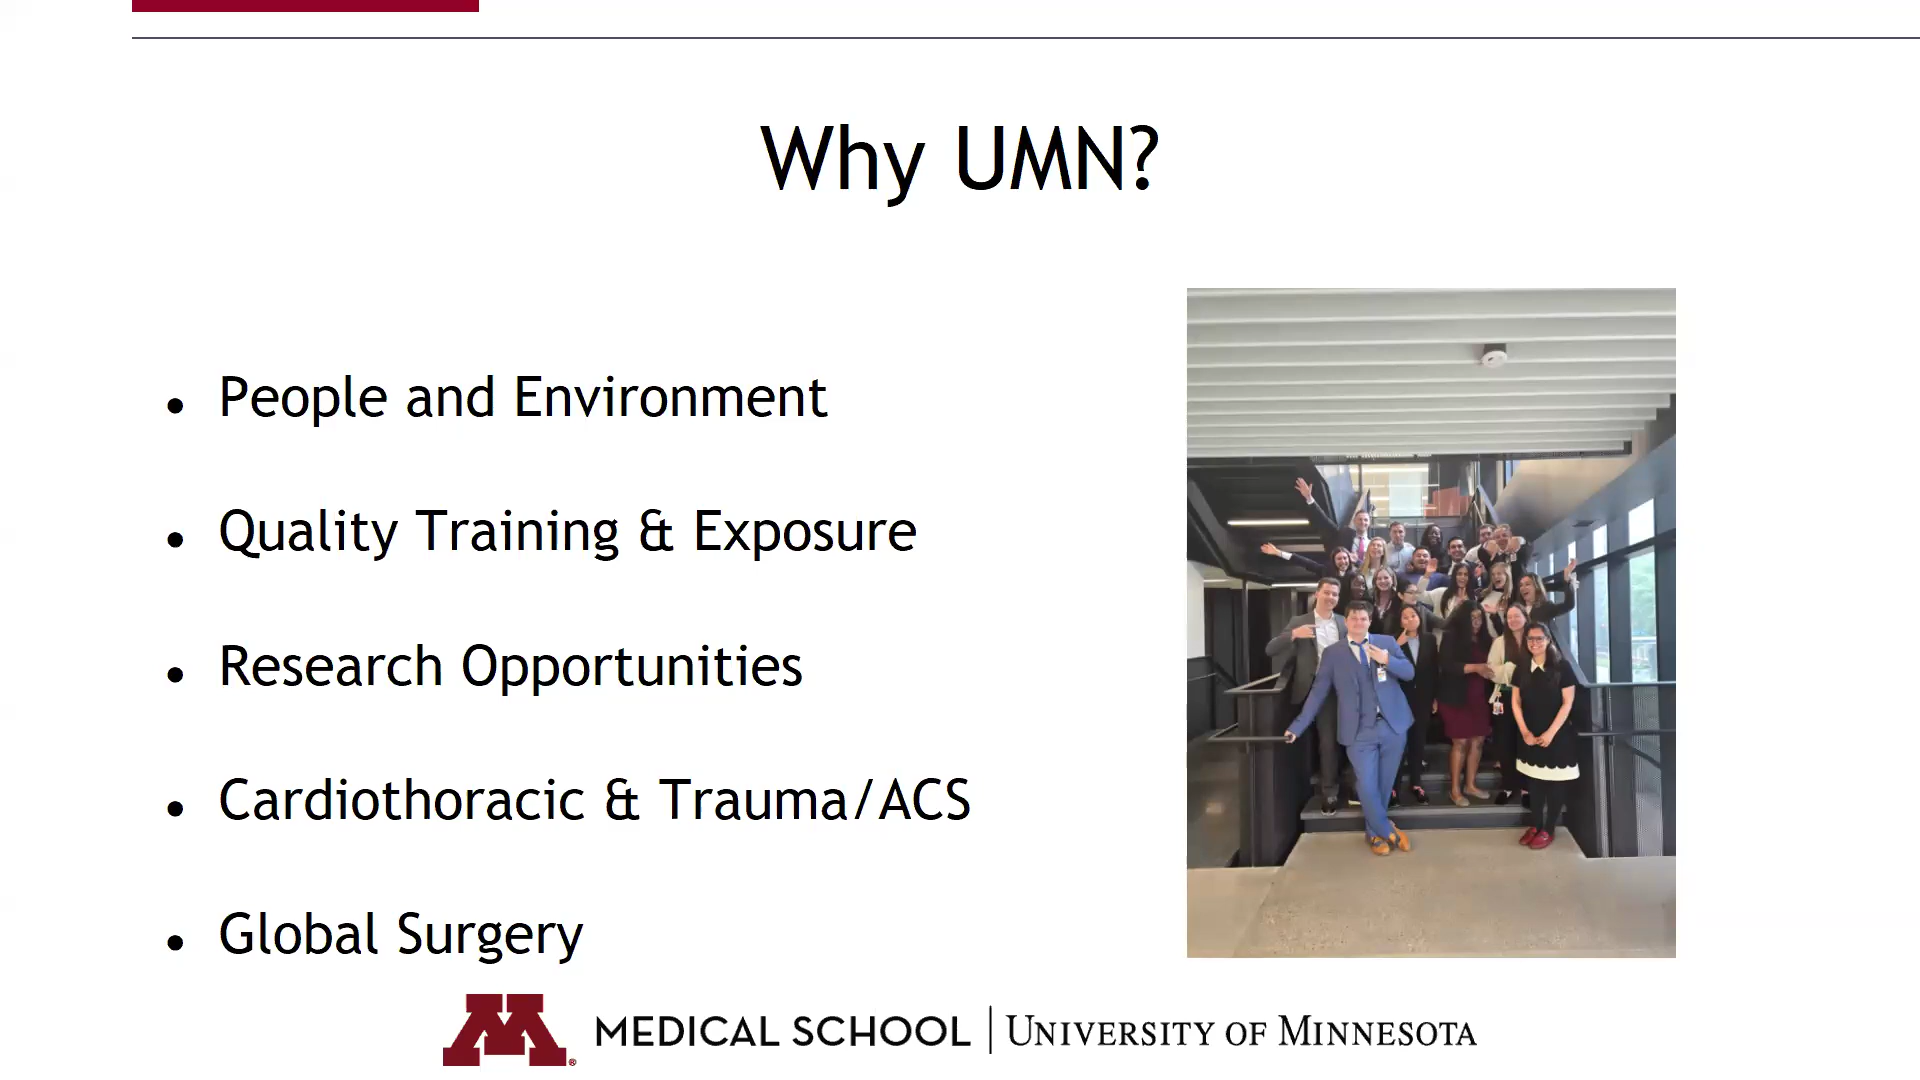 Why UMN?
• People and Environment
• Quality Training & Exposure
• Research Opportunities
• Cardiothoracic & Trauma/ACS
• Global Surgery
M® MEDICAL SCHOOL | UNIVERSITY OF MINNESOTA